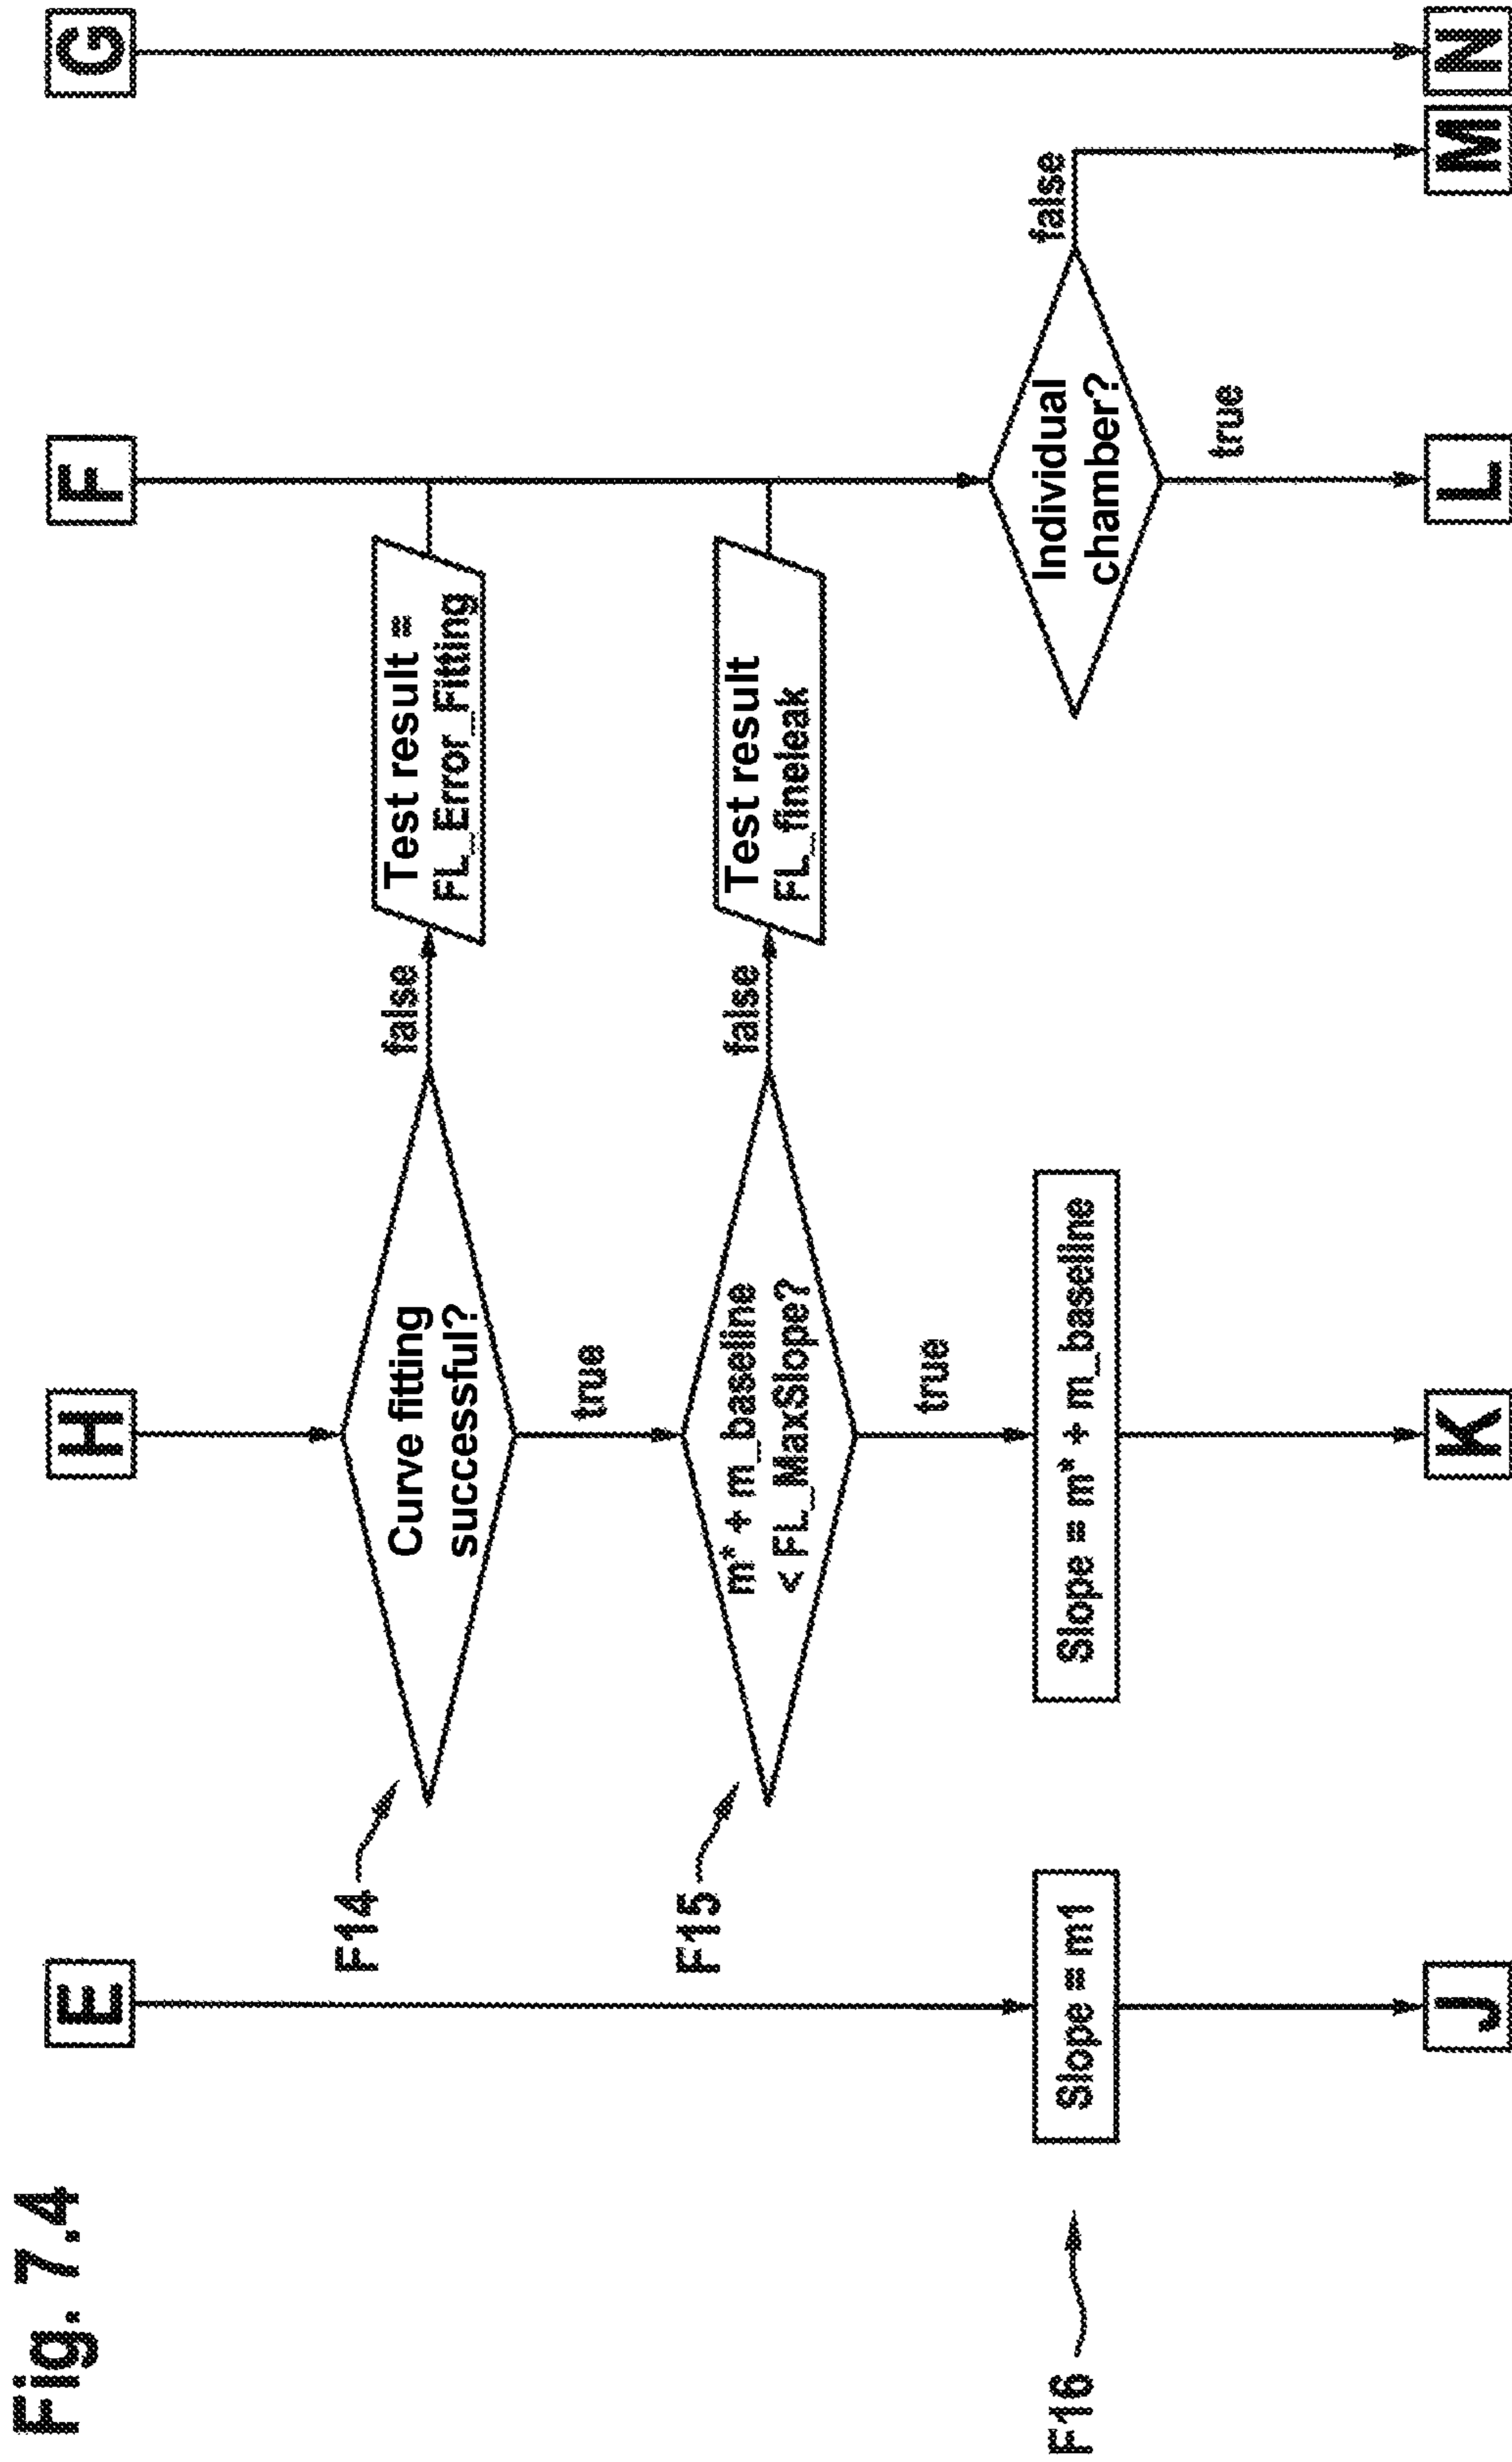 Fig. 7.4
E
H
F
G
F14
Curve fitting
successful?
false
Test result =
FL_Error_Fitting
true
F15
m* + m_baseline
< FL_MaxSlope?
false
Test result
FL_fineleak
true
F16
Slope = m1
Slope = m* + m_baseline
Individual
chamber?
false
true
J
K
L
M
N